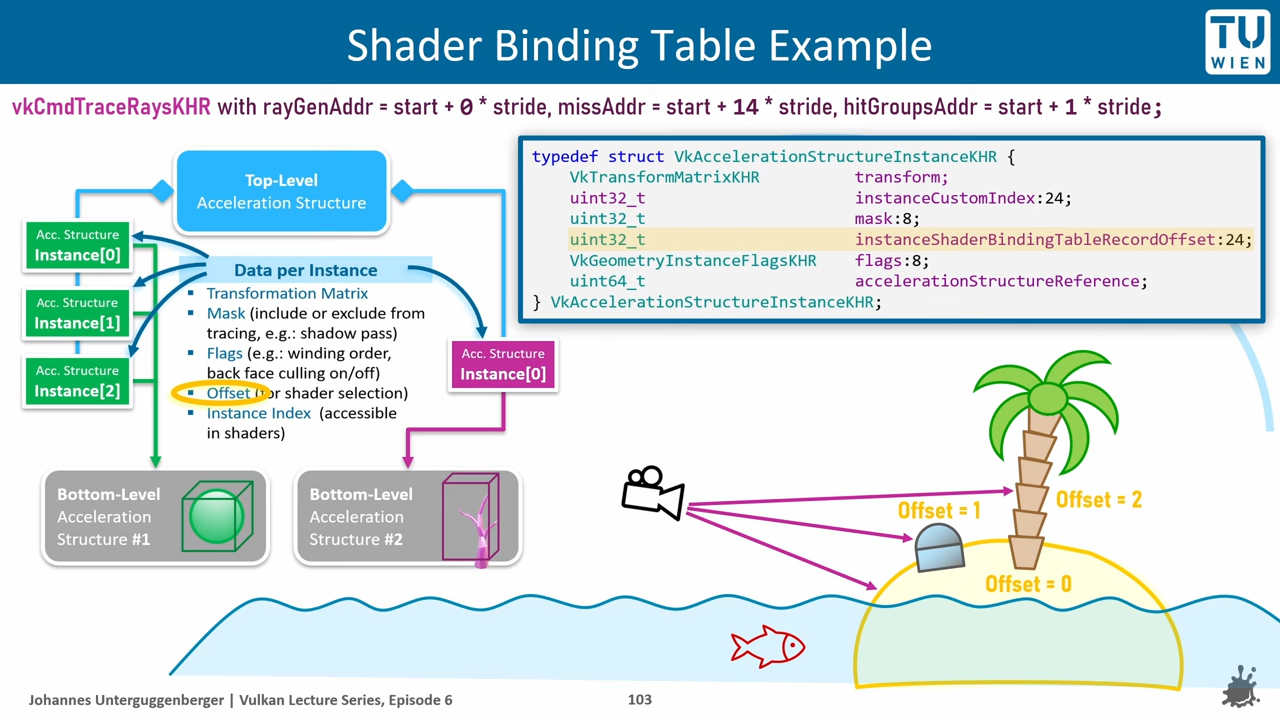 Shader Binding Table Example
TU
WIEN
vkCmdTraceRaysKHR with rayGenAddr = start + 0 * stride, missAddr = start + 14 * stride, hitGroupsAddr = start + 1 * stride;
Top-Level
Acceleration Structure
Acc. Structure
Instance[0]
Acc. Structure
Instance[1]
Acc. Structure
Instance[2]
Data per Instance
▪ Transformation Matrix
▪ Mask (include or exclude from
tracing, e.g.: shadow pass)
▪ Flags (e.g.: winding order,
back face culling on/off)
▪ Offset (for shader selection)
▪ Instance Index (accessible
in shaders)
Acc. Structure
Instance[0]
Bottom-Level
Acceleration
Structure #1
Bottom-Level
Acceleration
Structure #2
typedef struct VkAccelerationStructureInstanceKHR {
VkTransformMatrixKHR transform;
uint32_t instanceCustomIndex:24;
uint32_t mask:8;
uint32_t instanceShaderBindingTableRecordOffset:24;
VkGeometryInstanceFlagsKHR flags:8;
uint64_t accelerationStructureReference;
} VkAccelerationStructureInstanceKHR;
Offset = 1
Offset = 2
Offset = 0
Johannes Unterguggenberger | Vulkan Lecture Series, Episode 6
103